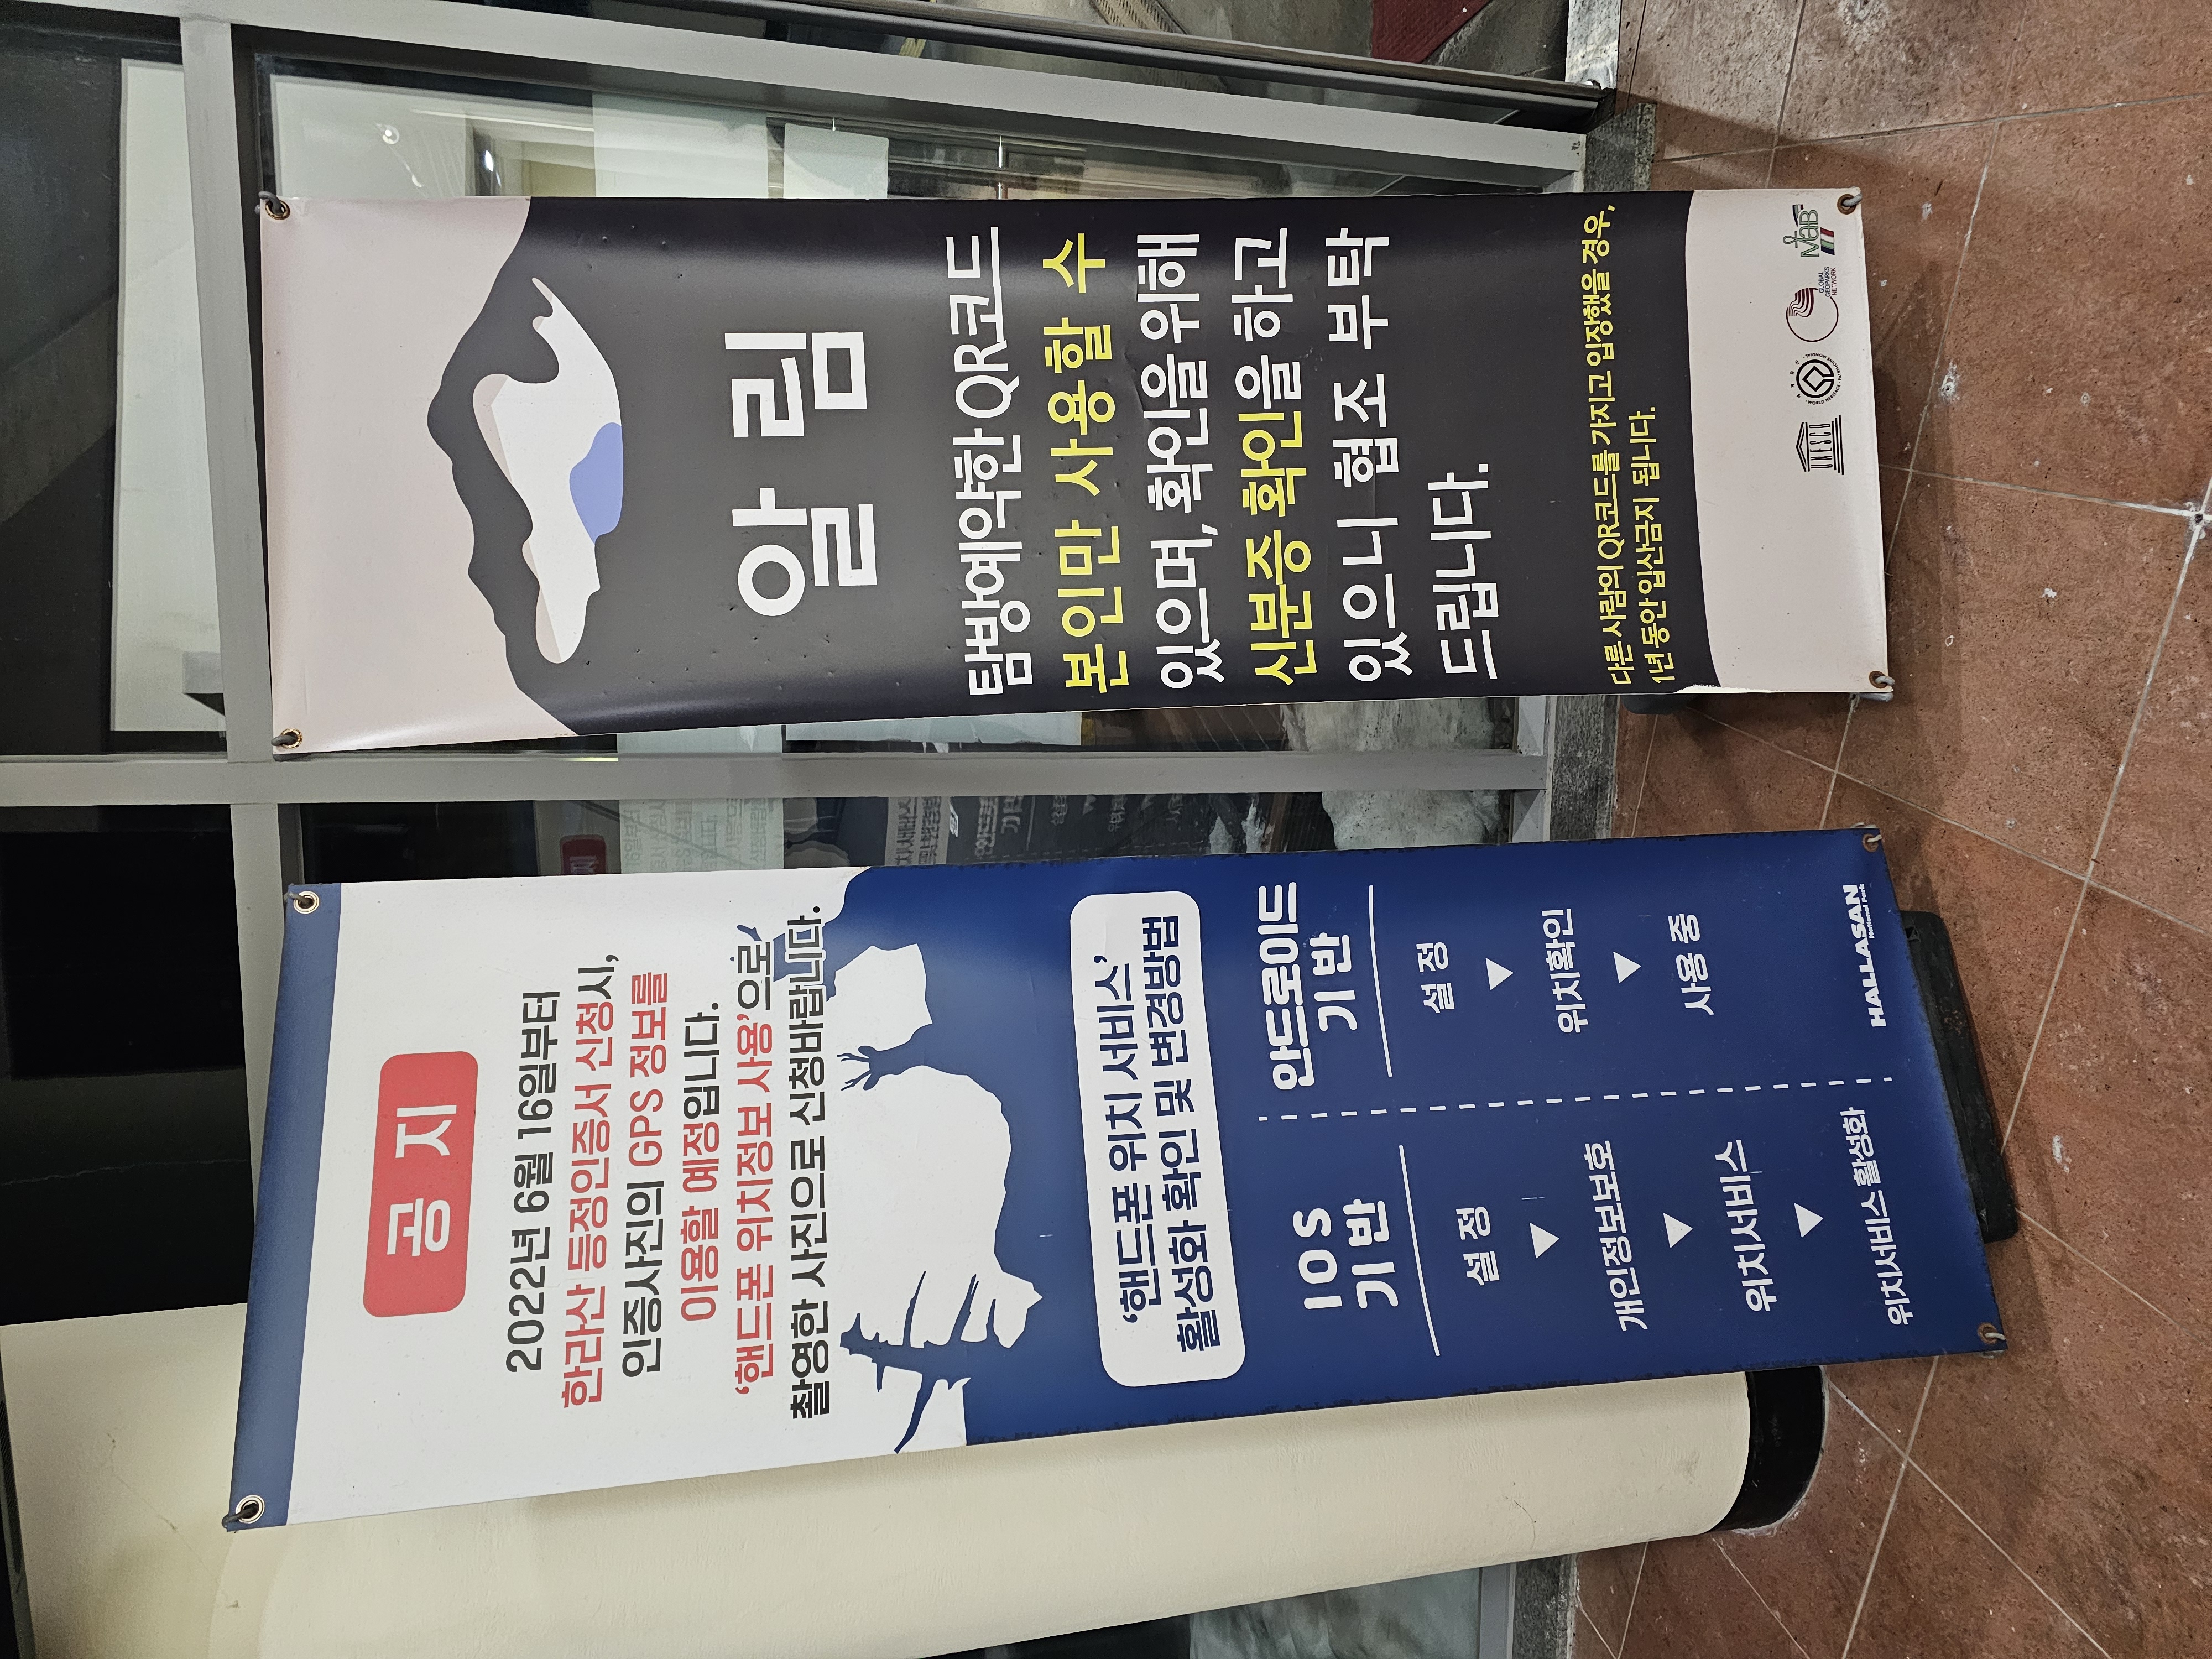 공 지
2022년 6월 16일부터
한라산 등정인증서 신청시,
인증사진의 GPS 정보를
이용할 예정입니다.
‘핸드폰 위치정보 사용’으로
촬영한 사진으로 신청바랍니다.
‘핸드폰 위치 서비스’
활성화 확인 및 변경방법
IOS
기반
설 정
▼
개인정보보호
▼
위치서비스
▼
위치서비스활성화
안드로이드
기반
설 정
▼
위치확인
▼
사용 중
HALLASAN
National Park
알 림
탐방예약한 QR코드
본인만 사용할 수
있으며, 확인을 위해
신분증 확인을 하고
있으니 협조 부탁
드립니다.
다른 사람의 QR코드를 가지고 입장했을 경우,
1년 동안 입산금지 됩니다.
UNESCO
GLOBAL
GEOPARKS
NETWORK
MaB